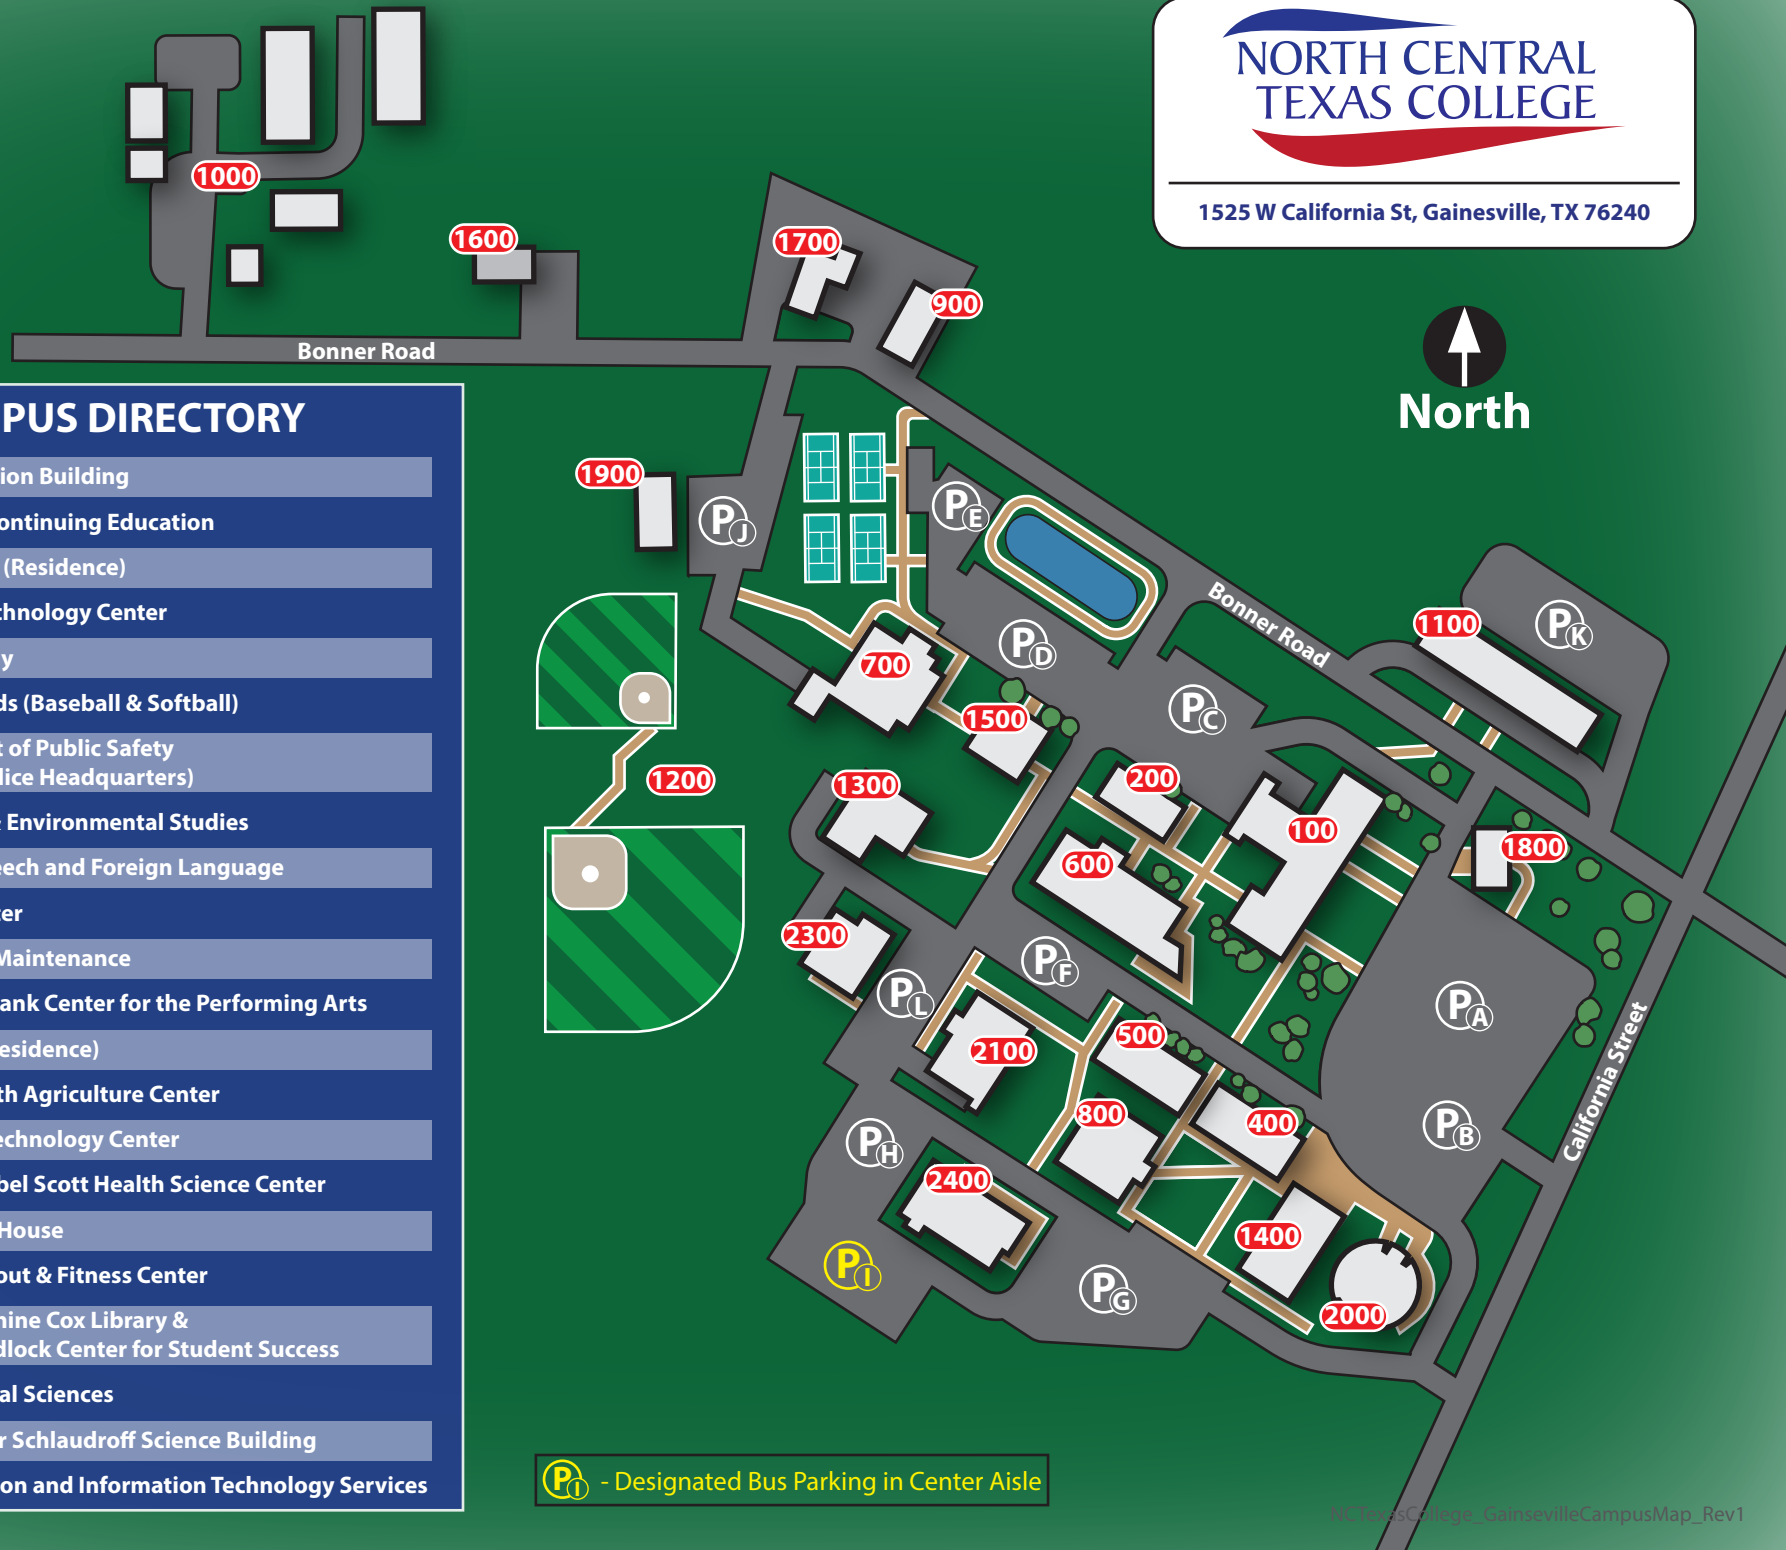 NORTH CENTRAL
TEXAS COLLEGE
1525 W California St, Gainesville, TX 76240
North
1000
1600
1700
900
Bonner Road
1900
PJ
PE
PD
PC
PK
Bonner Road
1100
700
1500
1200
1300
200
100
600
1800
2300
PL
PF
PA
PB
California Street
2100
500
800
400
PH
2400
PI
PG
1400
2000
PUS DIRECTORY
ion Building
ontinuing Education
(Residence)
chnology Center
y
ds (Baseball & Softball)
t of Public Safety
lice Headquarters)
& Environmental Studies
eech and Foreign Language
ter
Maintenance
ank Center for the Performing Arts
esidence)
th Agriculture Center
echnology Center
bel Scott Health Science Center
House
out & Fitness Center
nine Cox Library &
dlock Center for Student Success
al Sciences
r Schlaudroff Science Building
on and Information Technology Services
PI - Designated Bus Parking in Center Aisle
NCTexasCollege_GainsevilleCampusMap_Rev1